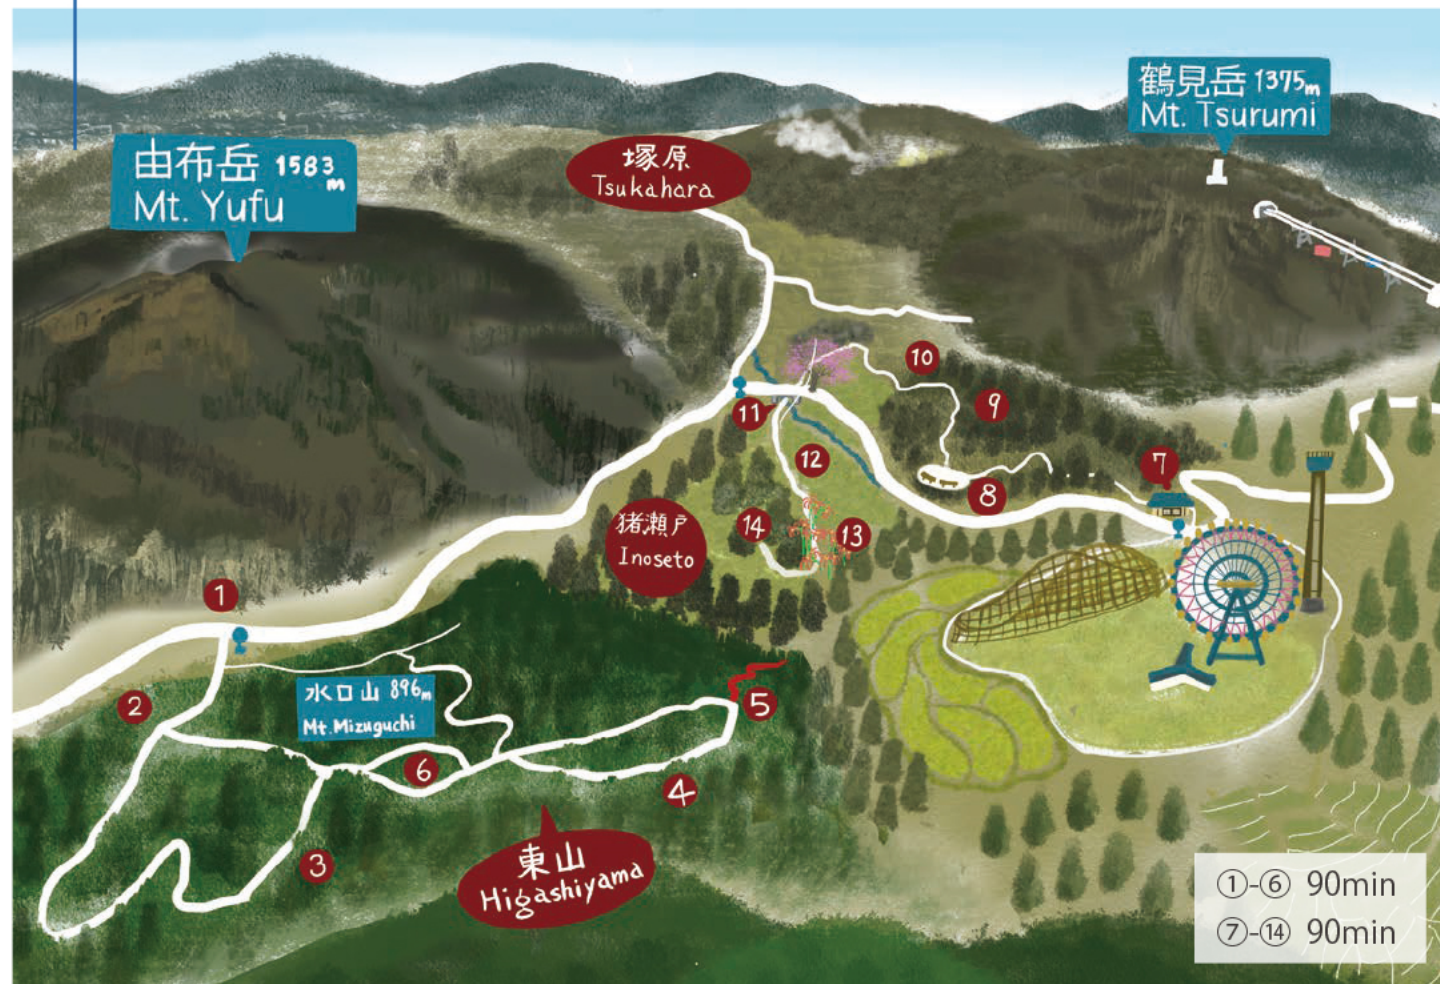 鶴見岳 1375m
Mt. Tsurumi
由布岳 1583m
Mt. Yufu
塚原
Tsukahara
10
9
11
12
7
8
猪瀬戸
Inoseto
14
13
1
水口山 896m
Mt. Mizuguchi
2
5
6
4
3
東山
Higashiyama
①-⑥ 90min
⑦-⑭ 90min